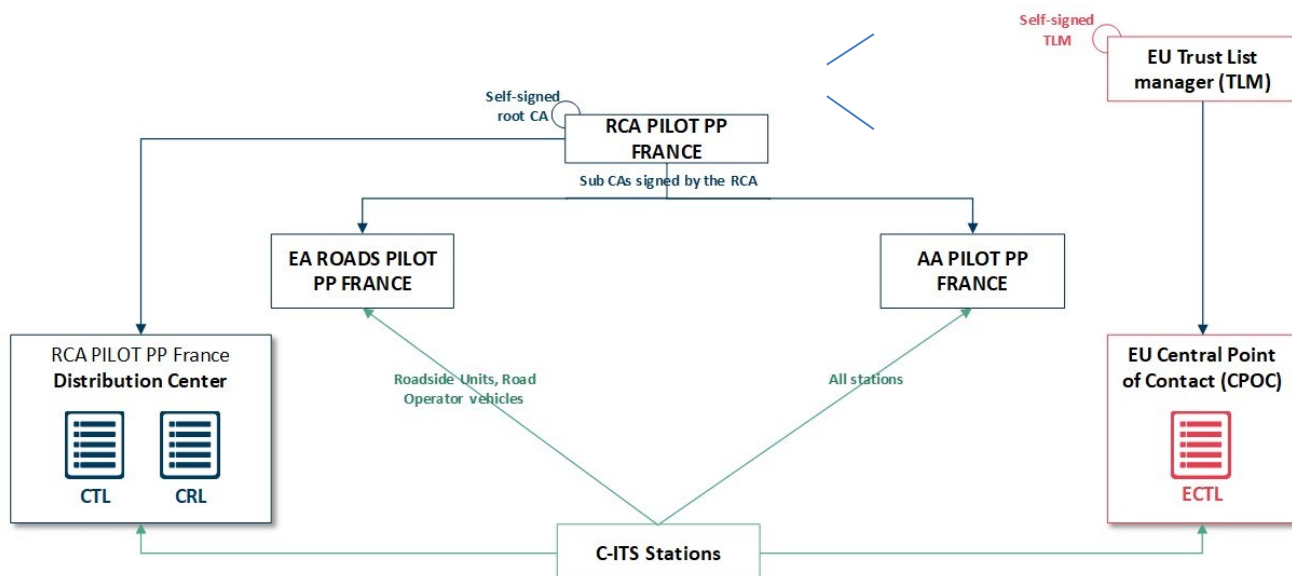 Self-signed
TLM
EU Trust List
manager (TLM)
Self-signed
root CA
RCA PILOT PP
FRANCE
Sub CAs signed by the RCA
EA ROADS PILOT
PP FRANCE
AA PILOT PP
FRANCE
RCA PILOT PP France
Distribution Center
CTL
CRL
Roadside Units, Road
Operator vehicles
All stations
EU Central Point
of Contact (CPOC)
ECTL
C-ITS Stations